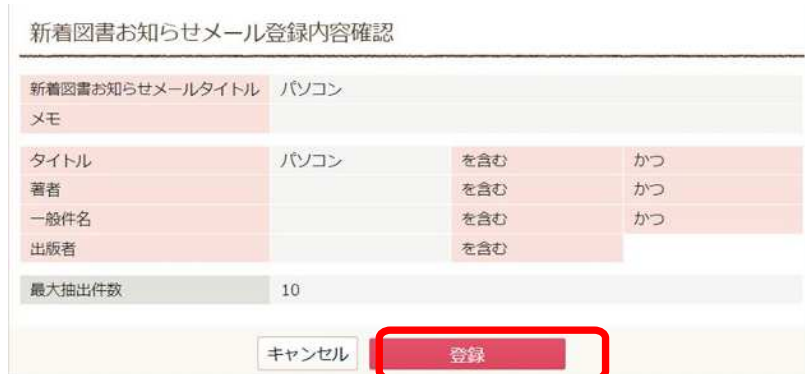 新着図書お知らせメール登録内容確認
新着図書お知らせメールタイトル パソコン
メモ
タイトル パソコン を含む かつ
著者 を含む かつ
一般件名 を含む かつ
出版者 を含む
最大抽出件数 10
キャンセル 登録